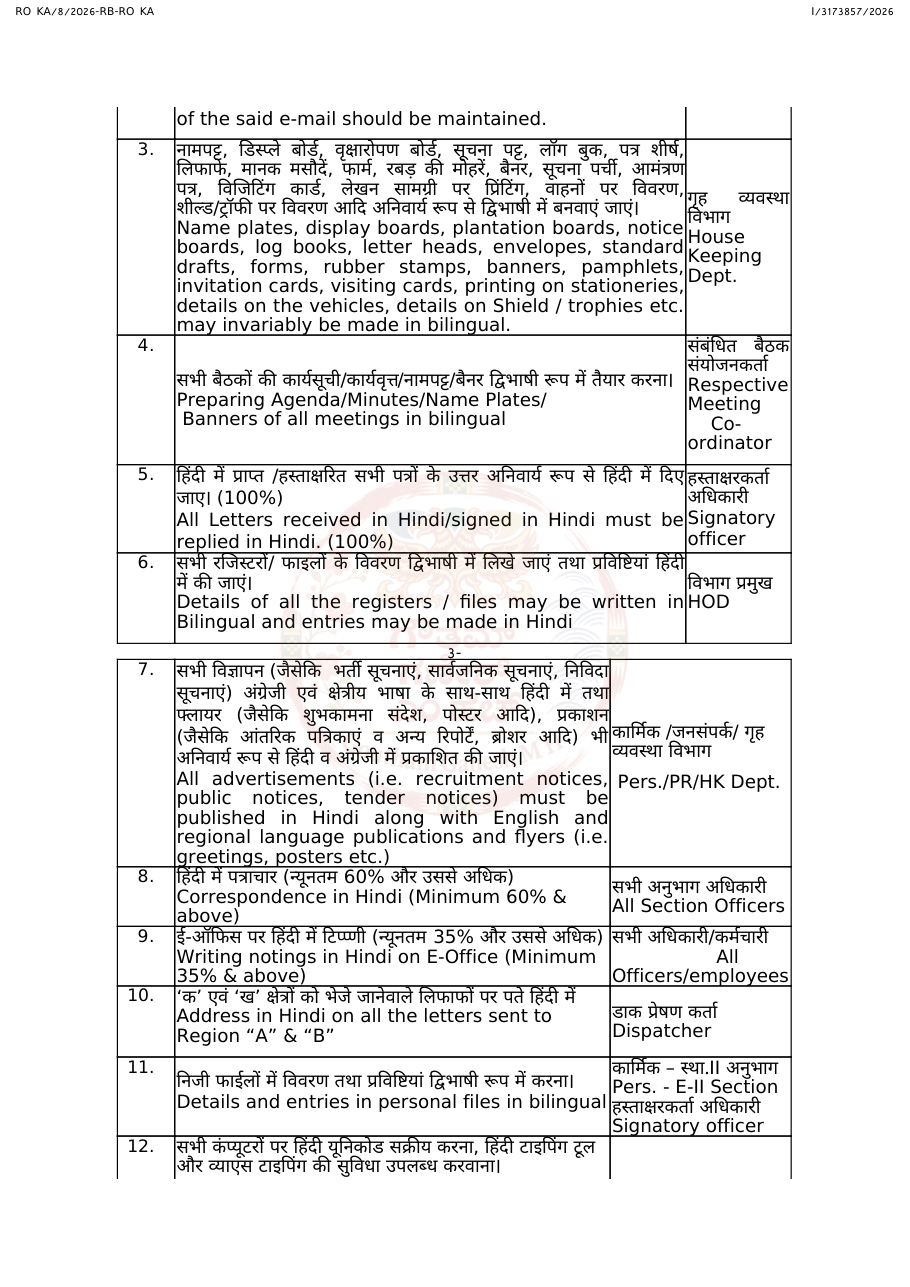 RO KA/8/2026-RB-RO KA
I/3173857/2026
of the said e-mail should be maintained.
3.
नामपट्ट, डिस्प्ले बोर्ड, वृक्षारोपण बोर्ड, सूचना पट्ट, लॉग बुक, पत्र शीर्ष,
लिफाफे, मानक मसौदें, फार्म, रबड़ की मोहरें, बैनर, सूचना पर्ची, आमंत्रण
पत्र, विजिटिंग कार्ड, लेखन सामग्री पर प्रिंटिंग, वाहनों पर विवरण,
शील्ड/ट्रॉफी पर विवरण आदि अनिवार्य रूप से द्विभाषी में बनवाएं जाएं।
Name plates, display boards, plantation boards, notice
boards, log books, letter heads, envelopes, standard
drafts, forms, rubber stamps, banners, pamphlets,
invitation cards, visiting cards, printing on stationeries,
details on the vehicles, details on Shield / trophies etc.
may invariably be made in bilingual.
गृह व्यवस्था
विभाग
House
Keeping
Dept.
4.
सभी बैठकों की कार्यसूची/कार्यवृत्त/नामपट्ट/बैनर द्विभाषी रूप में तैयार करना।
Preparing Agenda/Minutes/Name Plates/
Banners of all meetings in bilingual
संबंधित बैठक
संयोजनकर्ता
Respective
Meeting
Co-
ordinator
5.
हिंदी में प्राप्त /हस्ताक्षरित सभी पत्रों के उत्तर अनिवार्य रूप से हिंदी में दिए
जाए। (100%)
All Letters received in Hindi/signed in Hindi must be
replied in Hindi. (100%)
हस्ताक्षरकर्ता
अधिकारी
Signatory
officer
6.
सभी रजिस्टरों/ फाइलों के विवरण द्विभाषी में लिखे जाएं तथा प्रविष्टियां हिंदी
में की जाएं।
Details of all the registers / files may be written in
Bilingual and entries may be made in Hindi
विभाग प्रमुख
HOD
3-
7.
सभी विज्ञापन (जैसेकि भर्ती सूचनाएं, सार्वजनिक सूचनाएं, निविदा
सूचनाएं) अंग्रेजी एवं क्षेत्रीय भाषा के साथ-साथ हिंदी में तथा
फ्लायर (जैसेकि शुभकामना संदेश, पोस्टर आदि), प्रकाशन
(जैसेकि आंतरिक पत्रिकाएं व अन्य रिपोर्टें, ब्रोशर आदि) भी
अनिवार्य रूप से हिंदी व अंग्रेजी में प्रकाशित की जाएं।
All advertisements (i.e. recruitment notices,
public notices, tender notices) must be
published in Hindi along with English and
regional language publications and flyers (i.e.
greetings, posters etc.)
कार्मिक /जनसंपर्क/ गृह
व्यवस्था विभाग
Pers./PR/HK Dept.
8.
हिंदी में पत्राचार (न्यूनतम 60% और उससे अधिक)
Correspondence in Hindi (Minimum 60% &
above)
सभी अनुभाग अधिकारी
All Section Officers
9.
ई-ऑफिस पर हिंदी में टिप्पणी (न्यूनतम 35% और उससे अधिक)
Writing notings in Hindi on E-Office (Minimum
35% & above)
सभी अधिकारी/कर्मचारी
All
Officers/employees
10.
‘क’ एवं ‘ख’ क्षेत्रों को भेजे जानेवाले लिफाफों पर पते हिंदी में
Address in Hindi on all the letters sent to
Region “A” & “B”
डाक प्रेषण कर्ता
Dispatcher
11.
निजी फाईलों में विवरण तथा प्रविष्टियां द्विभाषी रूप में करना।
Details and entries in personal files in bilingual
कार्मिक – स्था.II अनुभाग
Pers. - E-II Section
हस्ताक्षरकर्ता अधिकारी
Signatory officer
12.
सभी कंप्यूटरों पर हिंदी यूनिकोड सक्रीय करना, हिंदी टाइपिंग टूल
और व्याएस टाइपिंग की सुविधा उपलब्ध करवाना।